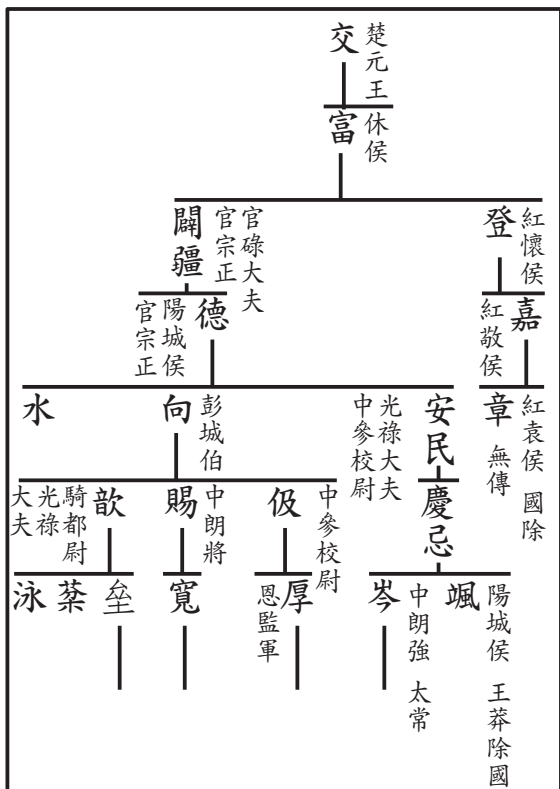 交
楚元王
富
休侯
登
紅懷侯
闢疆
官碌大夫
官宗正
嘉
紅敬侯
德
陽城侯
官宗正
章
無傳
紅袁侯 國除
安民
光祿大夫
中參校尉
向
彭城伯
水
慶忌
伋
中參校尉
賜
中朗將
歆
騎都尉
光祿
大夫
颯
陽城侯 王莽除國
岑
中朗強 太常
厚
恩監軍
寬
垒
棻
泳